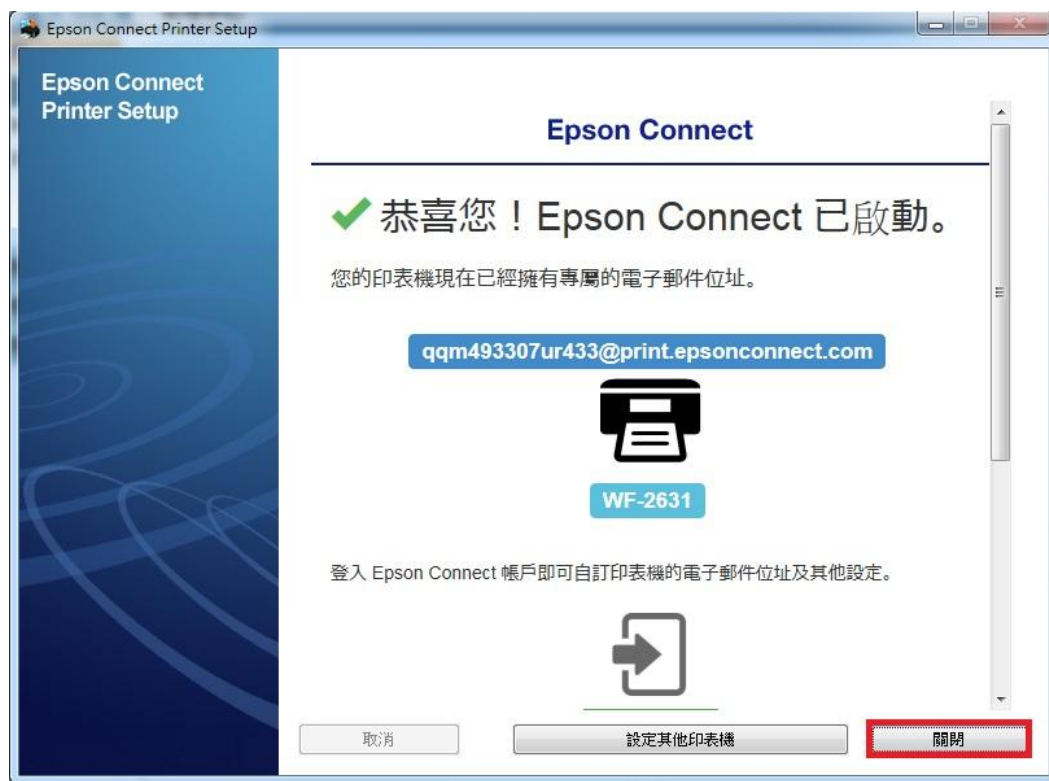 Epson Connect Printer Setup
Epson Connect
Printer Setup
Epson Connect
恭喜您！Epson Connect 已啟動。
您的印表機現在已經擁有專屬的電子郵件位址。
qqm493307ur433@print.epsonconnect.com
WF-2631
登入 Epson Connect 帳戶即可自訂印表機的電子郵件位址及其他設定。
取消
設定其他印表機
關閉